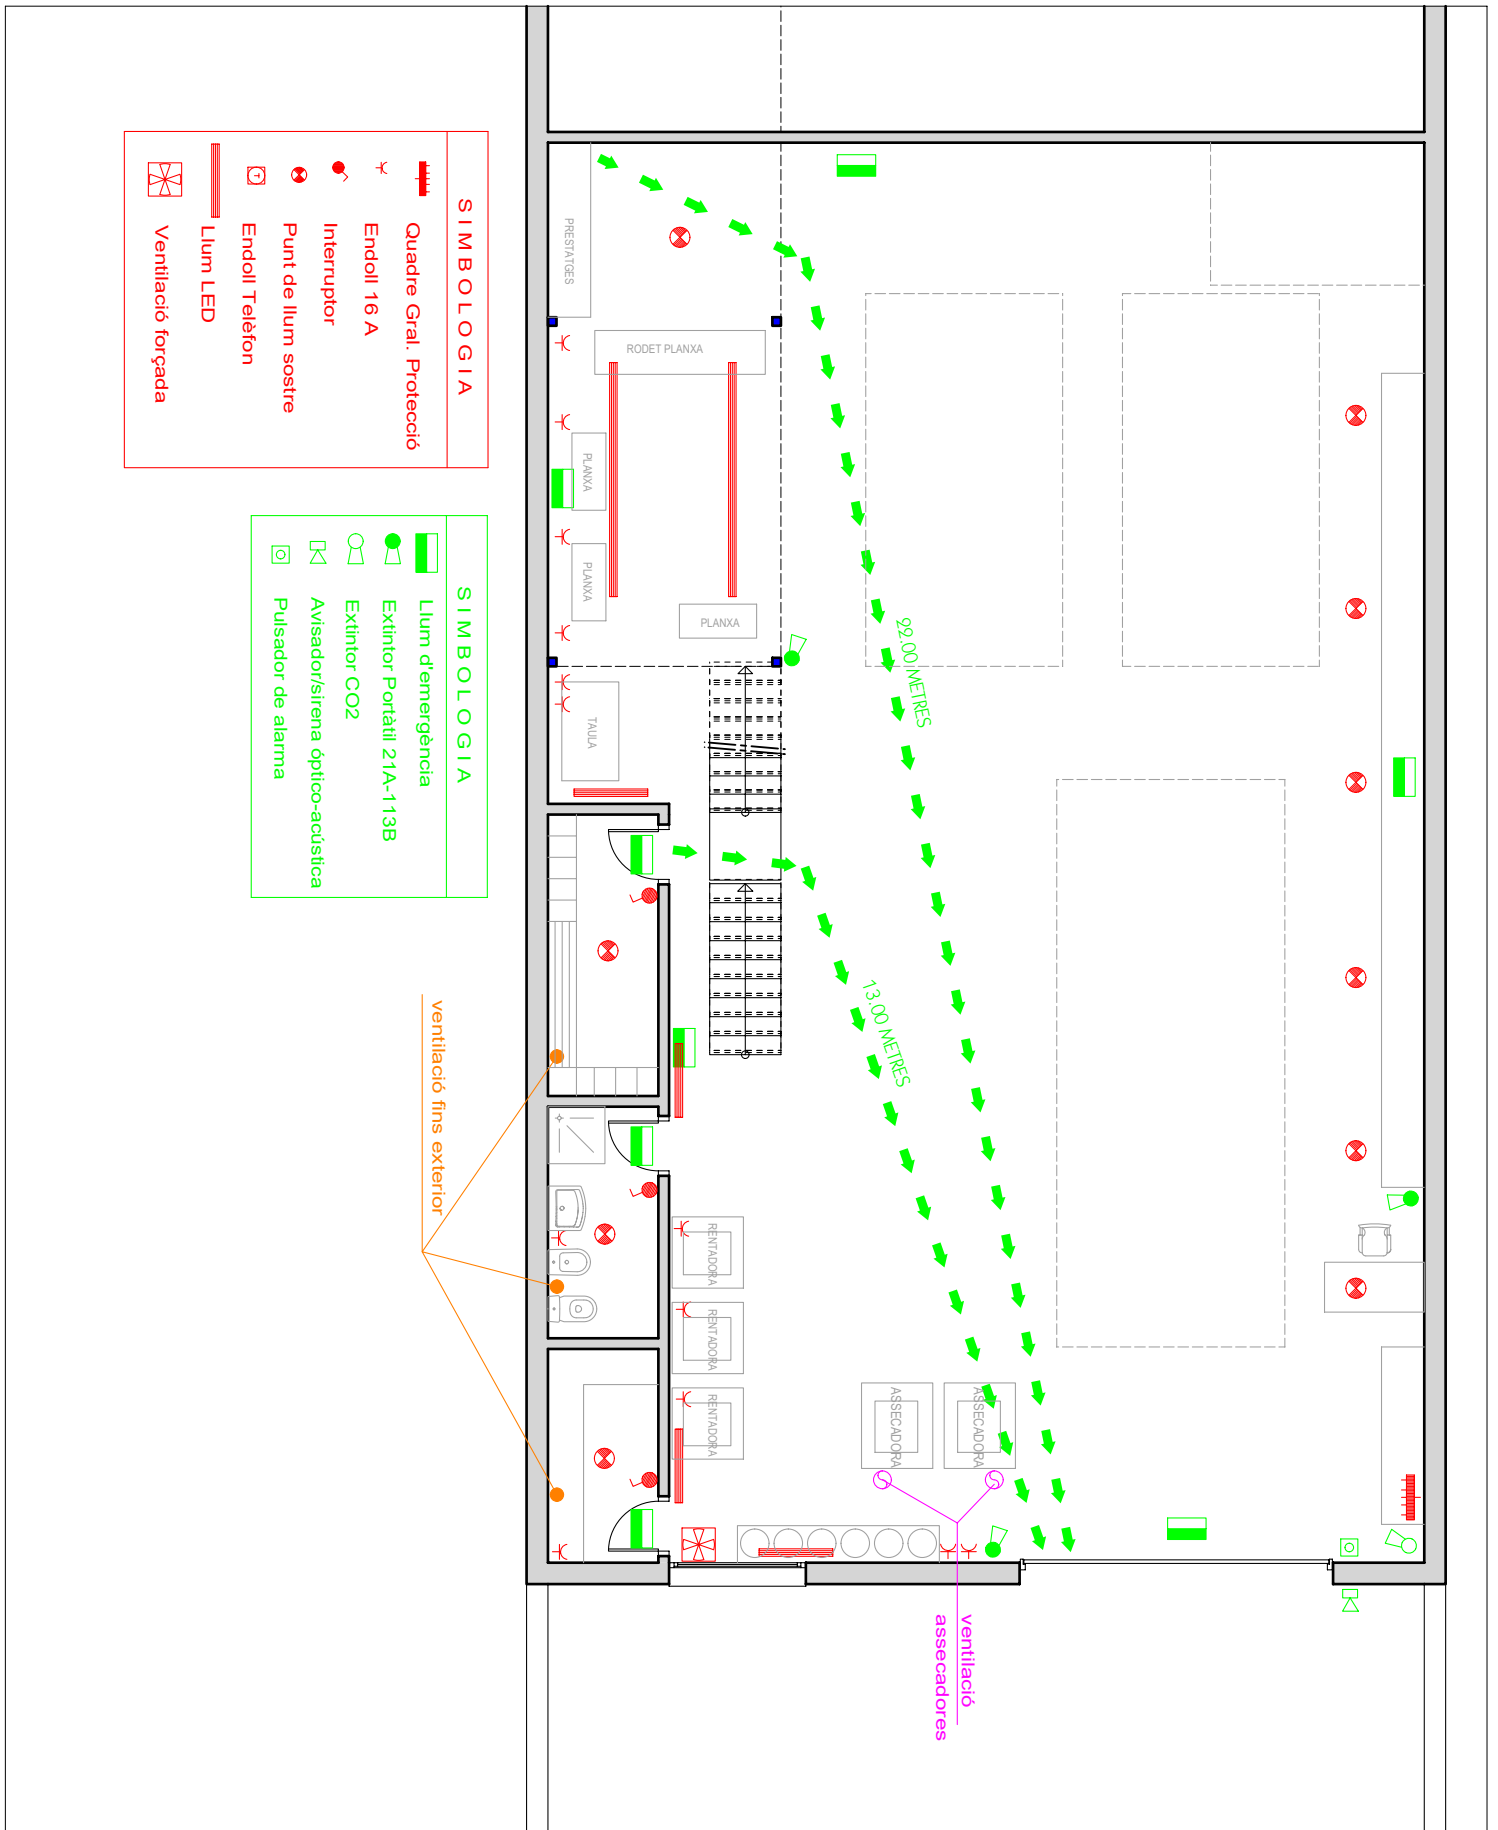 SIMBOLOGIA
Quadre Gral. Protecció
Endoll 16 A
Interruptor
Punt de llum sostre
Endoll Telèfon
Llum LED
Ventilació forçada
SIMBOLOGIA
Llum d'emergència
Extintor Portàtil 21A-113B
Extintor CO2
Avisador/sirena óptico-acústica
Pulsador de alarma
T
PRESTATGES
RODET PLANXA
PLANXA
PLANXA
PLANXA
TAULA
22.00 METRES
13.00 METRES
RENTADORA
RENTADORA
RENTADORA
ASSECADORA
ASSECADORA
ventilació fins exterior
ventilació
assecadores